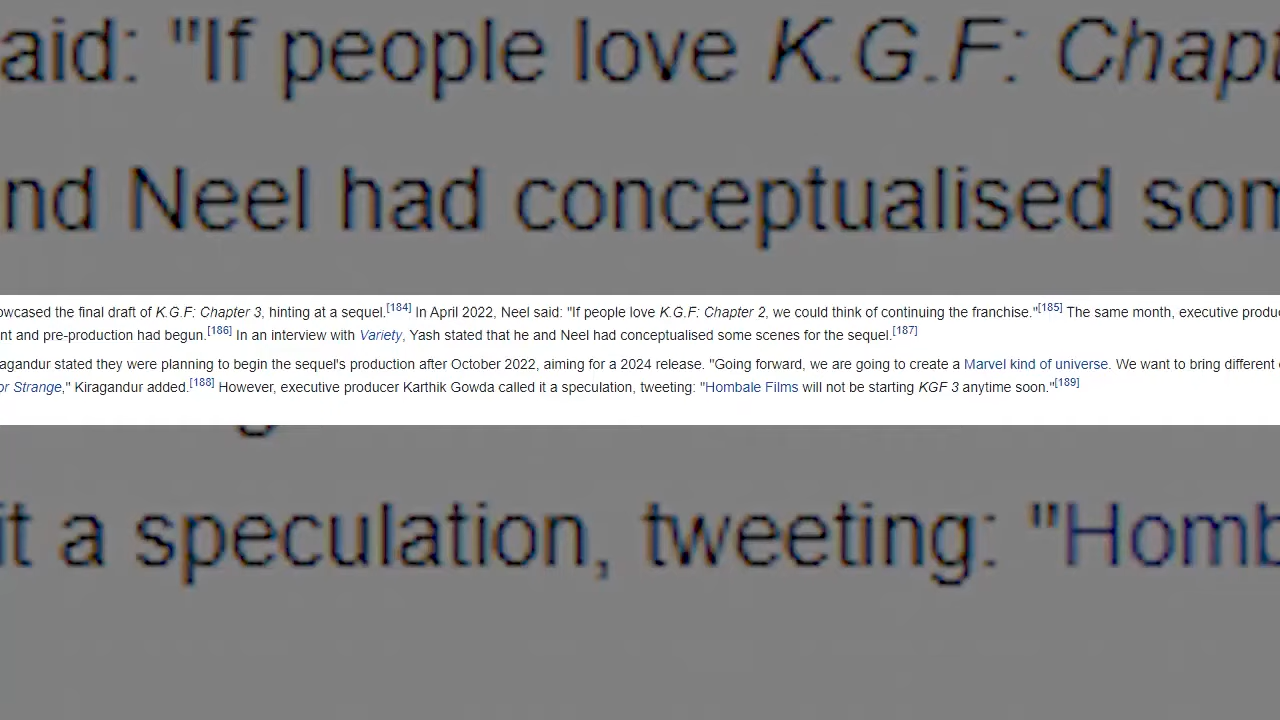 aid: "If people love K.G.F: Chapt
nd Neel had conceptualised son
owcased the final draft of K.G.F: Chapter 3, hinting at a sequel.[184] In April 2022, Neel said: "If people love K.G.F: Chapter 2, we could think of continuing the franchise."[185] The same month, executive produ
nt and pre-production had begun.[186] In an interview with Variety, Yash stated that he and Neel had conceptualised some scenes for the sequel.[187]
agandur stated they were planning to begin the sequel's production after October 2022, aiming for a 2024 release. "Going forward, we are going to create a Marvel kind of universe. We want to bring different
or Strange," Kiragandur added.[188] However, executive producer Karthik Gowda called it a speculation, tweeting: "Hombale Films will not be starting KGF 3 anytime soon."[189]
it a speculation, tweeting: "Homb